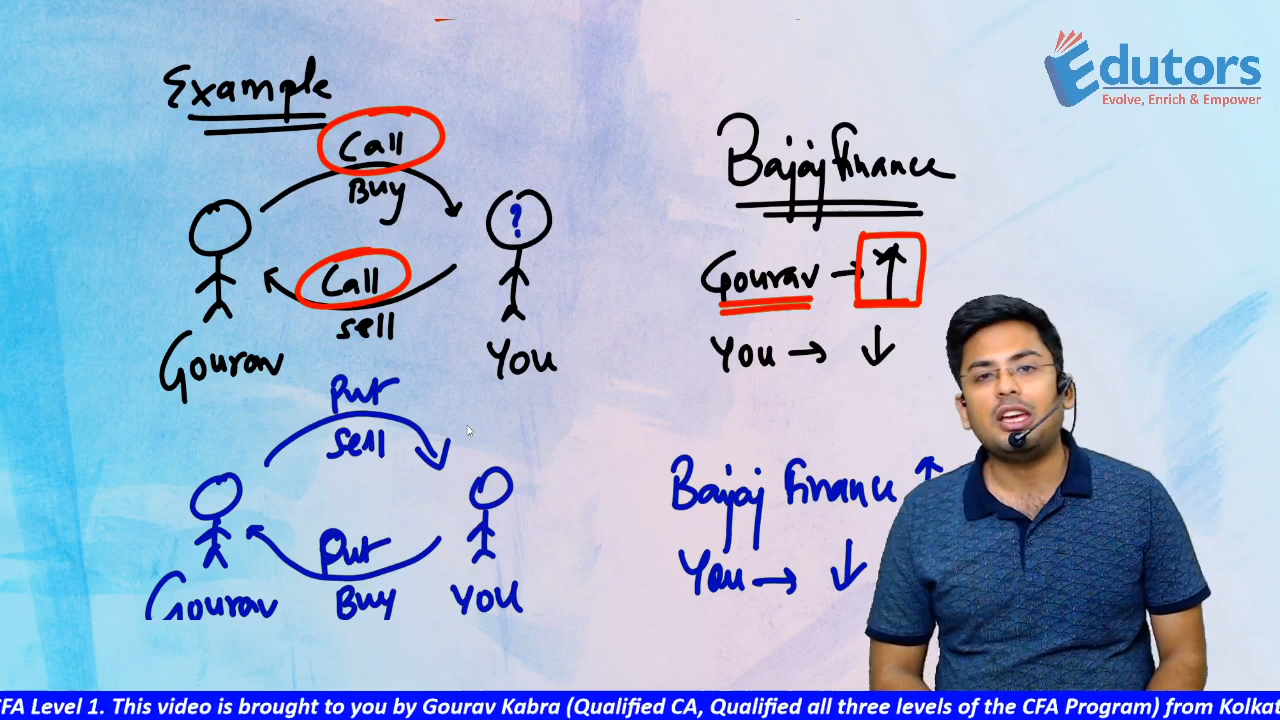 Edutors
Evolve, Enrich & Empower
Example
Call
Buy
?
Call
sell
Gourav
You
Bajaj Finance
Gourav → ↑
You → ↓
Put
Sell
Put
Buy
Gourav
You
Bajaj Finance ↑
You → ↓
FA Level 1. This video is brought to you by Gourav Kabra (Qualified CA, Qualified all three levels of the CFA Program) from Kolkat